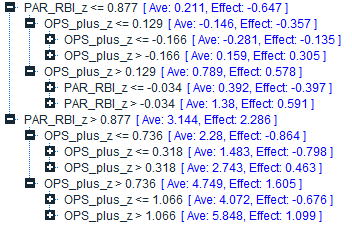 PAR_RBI_z <= 0.877 [ Ave: 0.211, Effect: -0.647]
OPS_plus_z <= 0.129 [ Ave: -0.146, Effect: -0.357]
OPS_plus_z <= -0.166 [ Ave: -0.281, Effect: -0.135]
OPS_plus_z > -0.166 [ Ave: 0.159, Effect: 0.305]
OPS_plus_z > 0.129 [ Ave: 0.789, Effect: 0.578]
PAR_RBI_z <= -0.034 [ Ave: 0.392, Effect: -0.397]
PAR_RBI_z > -0.034 [ Ave: 1.38, Effect: 0.591]
PAR_RBI_z > 0.877 [ Ave: 3.144, Effect: 2.286]
OPS_plus_z <= 0.736 [ Ave: 2.28, Effect: -0.864]
OPS_plus_z <= 0.318 [ Ave: 1.483, Effect: -0.798]
OPS_plus_z > 0.318 [ Ave: 2.743, Effect: 0.463]
OPS_plus_z > 0.736 [ Ave: 4.749, Effect: 1.605]
OPS_plus_z <= 1.066 [ Ave: 4.072, Effect: -0.676]
OPS_plus_z > 1.066 [ Ave: 5.848, Effect: 1.099]